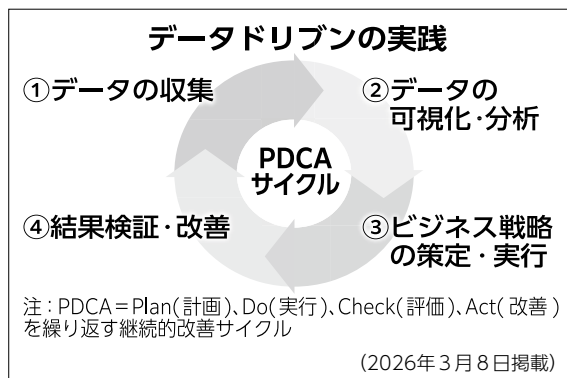 データドリブンの実践
①データの収集
②データの
可視化・分析
PDCA
サイクル
④結果検証・改善
③ビジネス戦略
の策定・実行
注：PDCA＝Plan(計画)、Do(実行)、Check(評価)、Act(改善)
を繰り返す継続的改善サイクル
(2026年3月8日掲載)